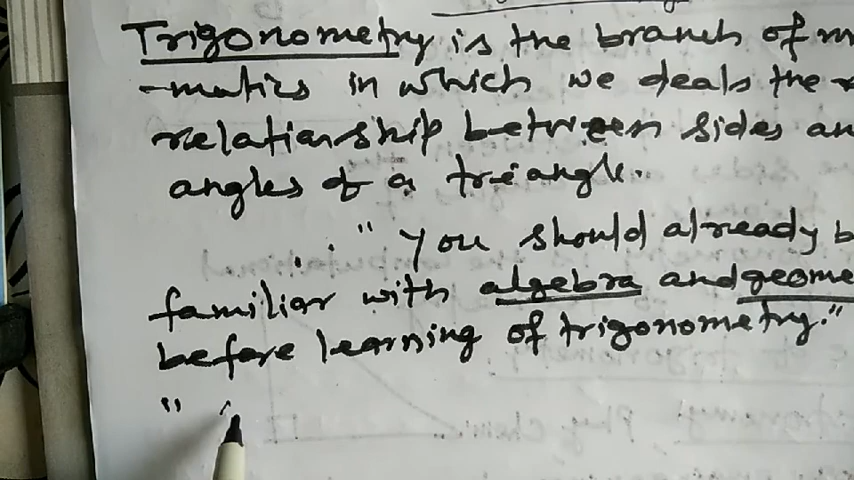 Trigonometry is the branch of m
-matics in which we deals the
relationship between sides an
angles of a triangle.
" you should already b
familiar with algebra and geome
before learning of trigonometry."
"